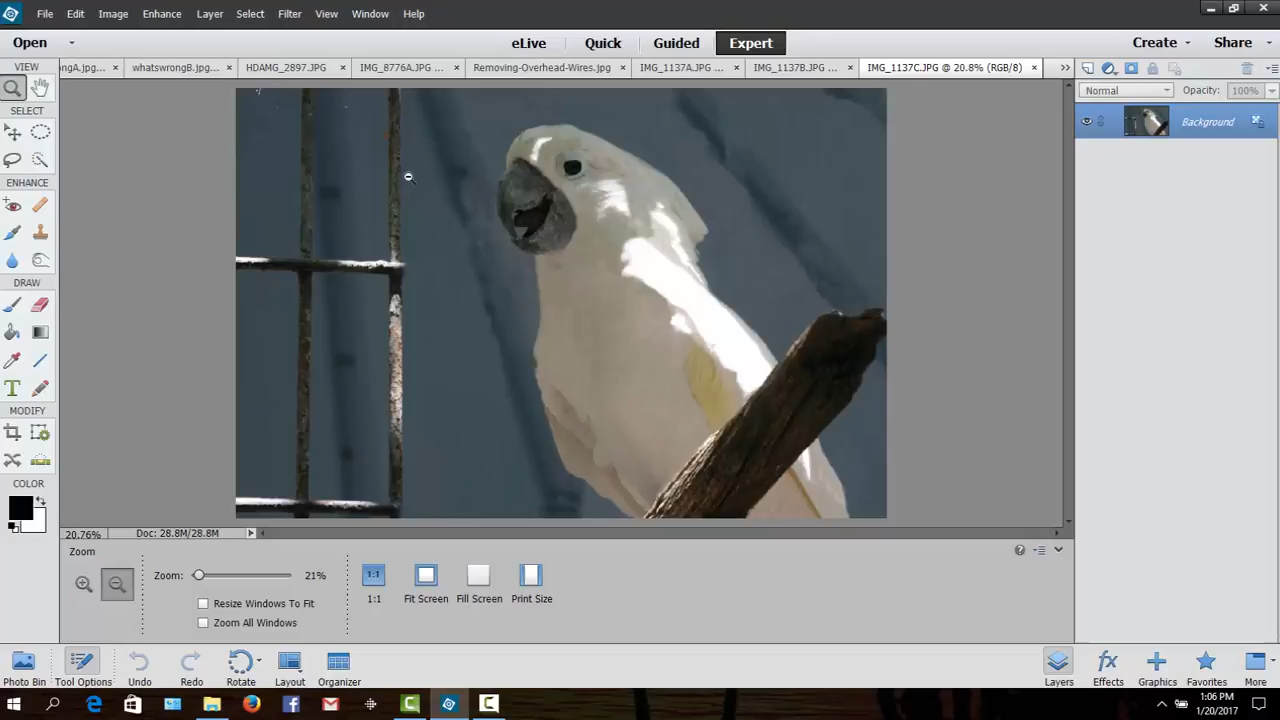 File Edit Image Enhance Layer Select Filter View Window Help
Open eLive Quick Guided Expert Create Share
VIEW ngA.jpg... × whatswrongB.jpg... × HDAMG_2897.JPG × IMG_8776A.JPG ... × Removing-Overhead-Wires.jpg × IMG_1137A.JPG ... × IMG_1137B.JPG ... × IMG_1137C.JPG @ 20.8% (RGB/8) × »
Normal Opacity: 100%
SELECT
Background
ENHANCE
DRAW
T
MODIFY
COLOR
20.76% Doc: 28.8M/28.8M
Zoom
Zoom: 21% 1:1
1:1 Fit Screen Fill Screen Print Size
Resize Windows To Fit
Zoom All Windows
Photo Bin Tool Options Undo Redo Rotate Layout Organizer Layers Effects Graphics Favorites More
fx
1:06 PM
1/20/2017